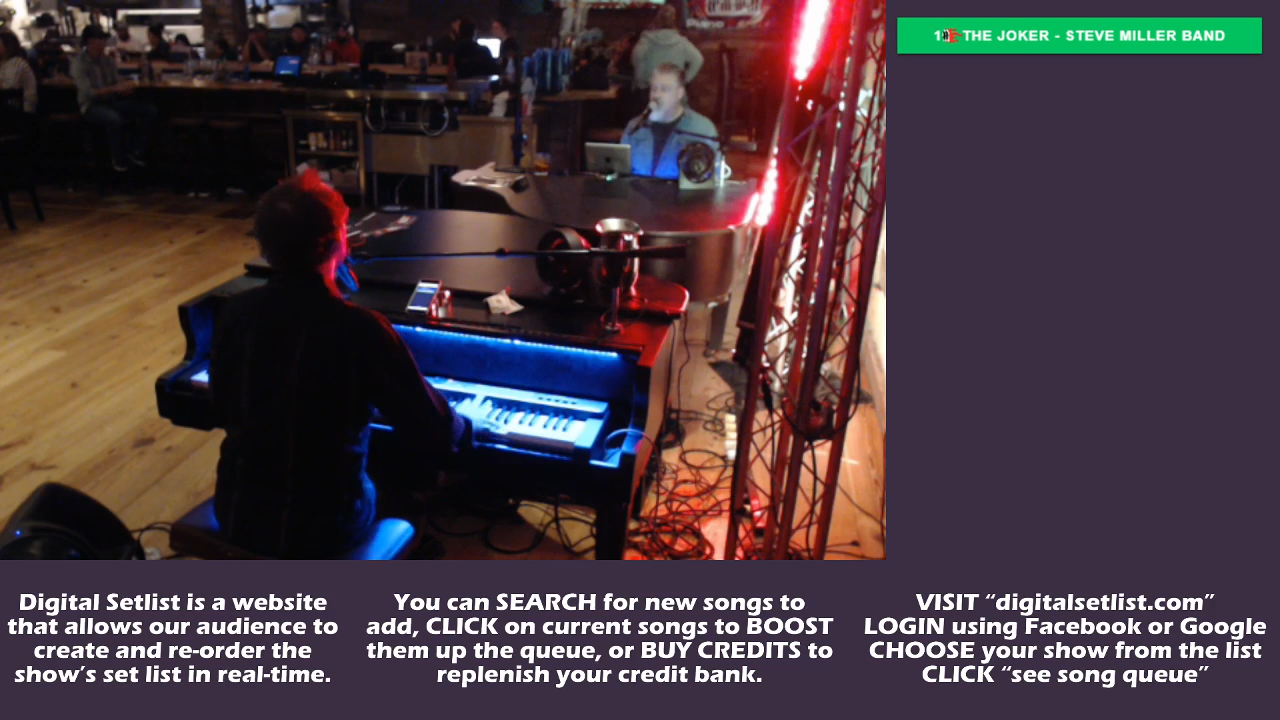 THE JOKER - STEVE MILLER BAND
Digital Setlist is a website
that allows our audience to
create and re-order the
show's set list in real-time.
You can SEARCH for new songs to
add, CLICK on current songs to BOOST
them up the queue, or BUY CREDITS to
replenish your credit bank.
VISIT “digitalsetlist.com”
LOGIN using Facebook or Google
CHOOSE your show from the list
CLICK “see song queue”